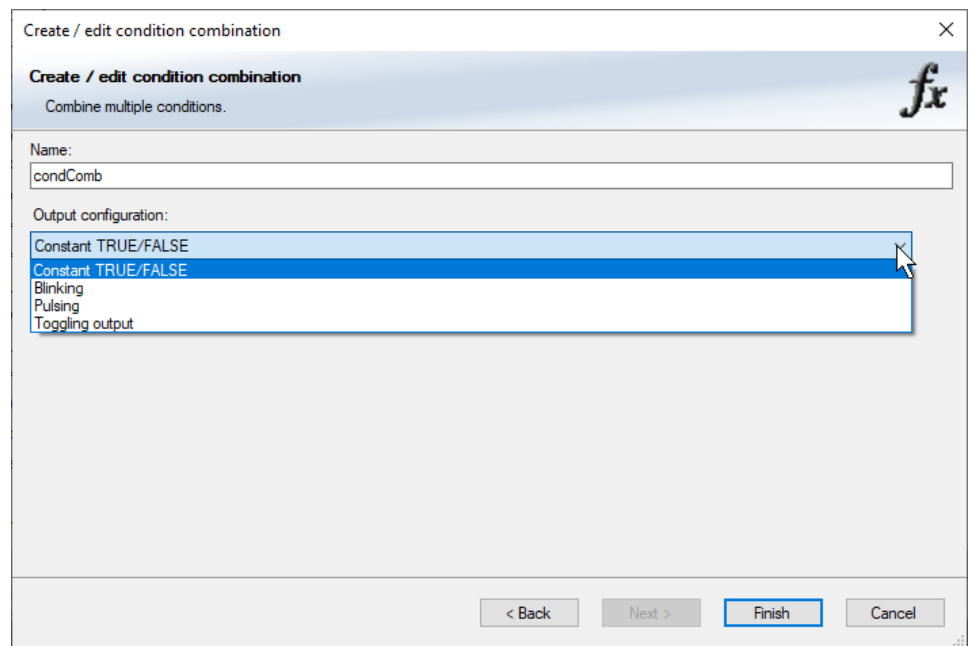 Create / edit condition combination
Create / edit condition combination
Combine multiple conditions.
fx
Name:
condComb
Output configuration:
Constant TRUE/FALSE
Constant TRUE/FALSE
Blinking
Pulsing
Toggling output
< Back Next > Finish Cancel